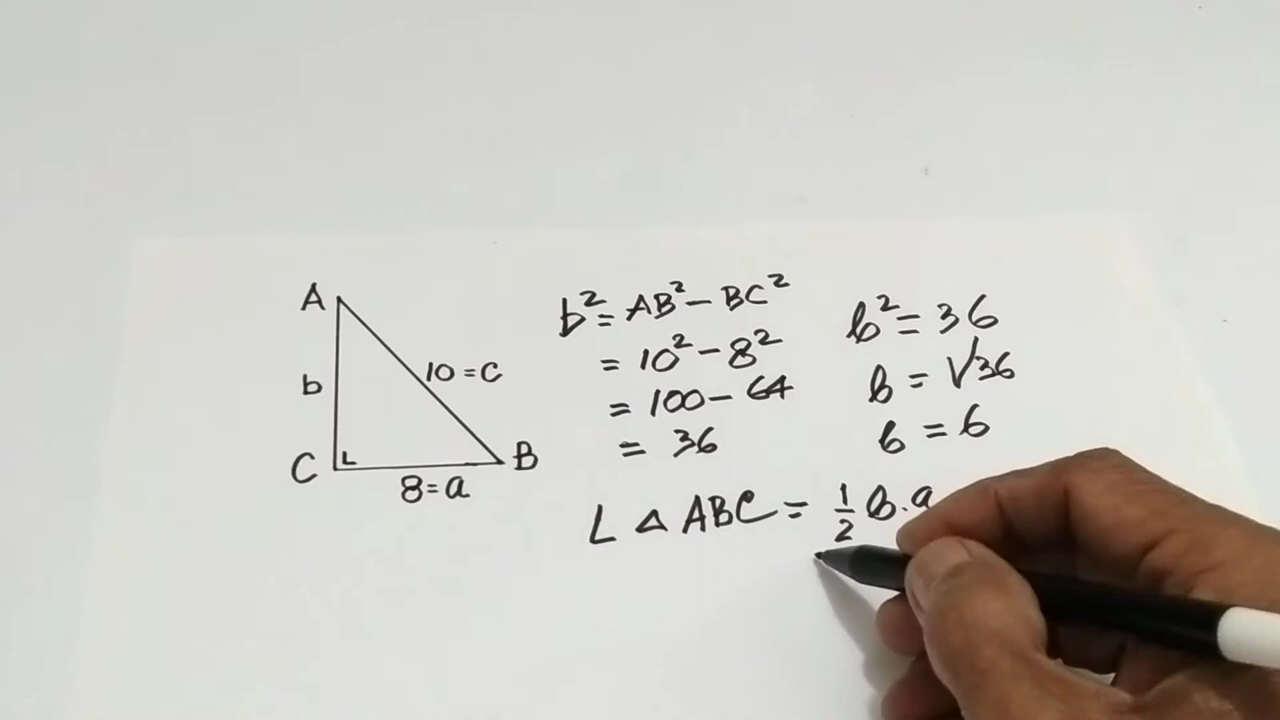 A
b
10=c
C
B
8=a
b²=AB²-BC²
=10²-8²
=100-64
=36
b²=36
b=√36
b=6
L △ ABC = 1/2 b.a